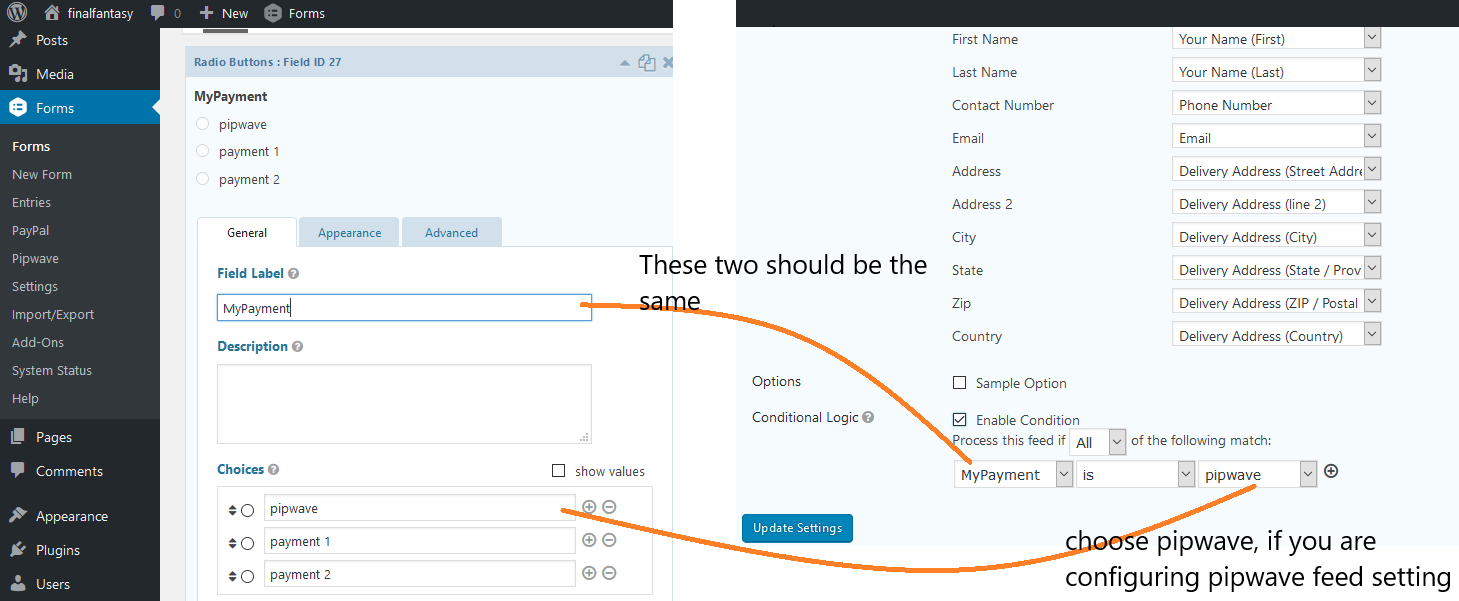 finalfantasy 0 New Forms
Posts
Media
Forms
Forms
New Form
Entries
PayPal
Pipwave
Settings
Import/Export
Add-Ons
System Status
Help
Pages
Comments
Appearance
Plugins
Users
Radio Buttons : Field ID 27
MyPayment
pipwave
payment 1
payment 2
General Appearance Advanced
Field Label
MyPayment
Description
Choices show values
pipwave
payment 1
payment 2
These two should be the
same
First Name Your Name (First)
Last Name Your Name (Last)
Contact Number Phone Number
Email Email
Address Delivery Address (Street Addre
Address 2 Delivery Address (line 2)
City Delivery Address (City)
State Delivery Address (State / Prov
Zip Delivery Address (ZIP / Postal
Country Delivery Address (Country)
Options Sample Option
Conditional Logic Enable Condition
Process this feed if All of the following match:
MyPayment is pipwave
Update Settings
choose pipwave, if you are
configuring pipwave feed setting